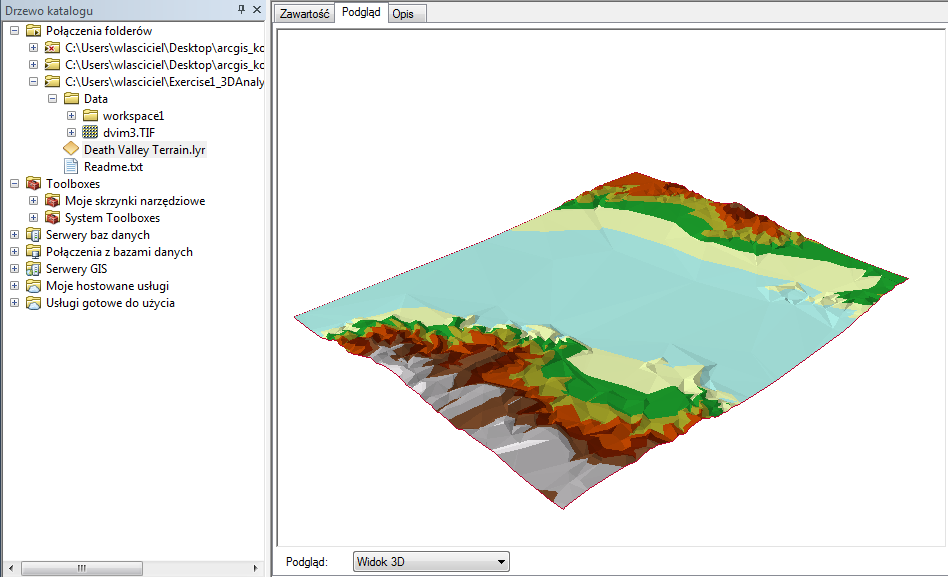 Drzewo katalogu
Połączenia folderów
C:\Users\wlasciciel\Desktop\arcgis_ko
C:\Users\wlasciciel\Desktop\arcgis_ko
C:\Users\wlasciciel\Exercise1_3DAnaly
Data
workspace1
dvim3.TIF
Death Valley Terrain.lyr
Readme.txt
Toolboxes
Moje skrzynki narzędziowe
System Toolboxes
Serwery baz danych
Połączenia z bazami danych
Serwery GIS
Moje hostowane usługi
Usługi gotowe do użycia
Zawartość Podgląd Opis
Podgląd: Widok 3D